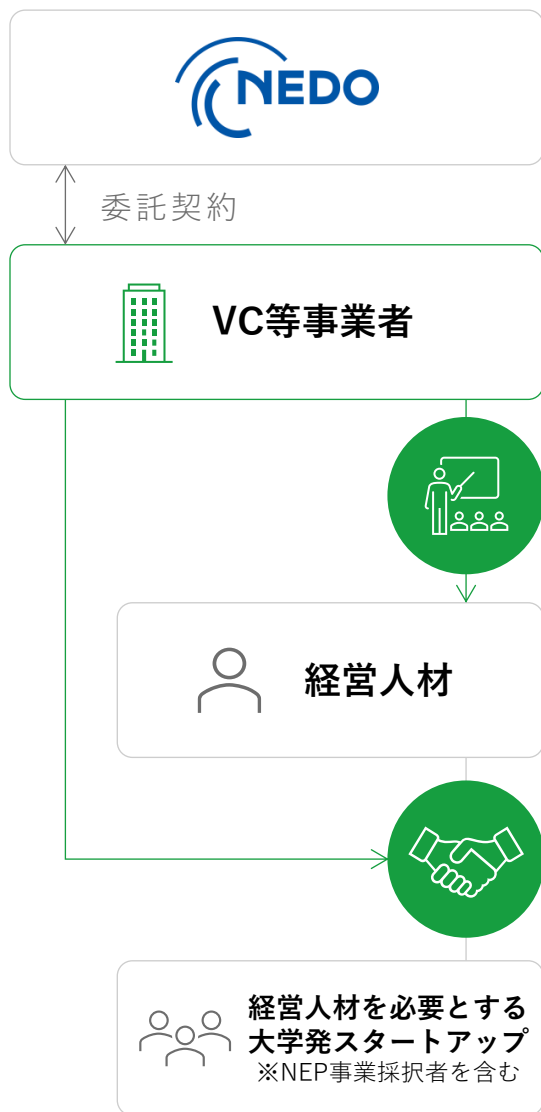 NEDO
委託契約
VC等事業者
経営人材
経営人材を必要とする
大学発スタートアップ
※NEP事業採択者を含む